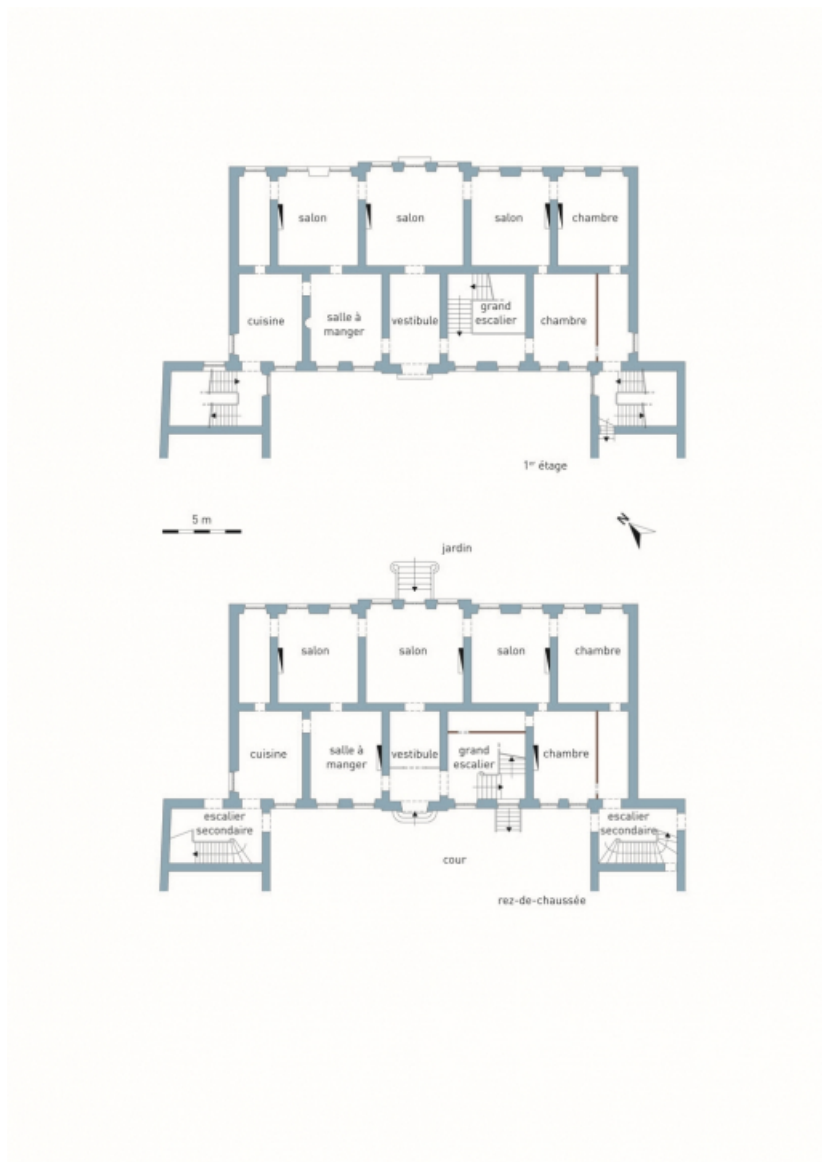 salon
salon
salon
chambre
cuisine
salle à
manger
vestibule
grand
escalier
chambre
1er étage
5 m
N
jardin
salon
salon
salon
chambre
cuisine
salle à
manger
vestibule
grand
escalier
chambre
escalier
secondaire
escalier
secondaire
cour
rez-de-chaussée